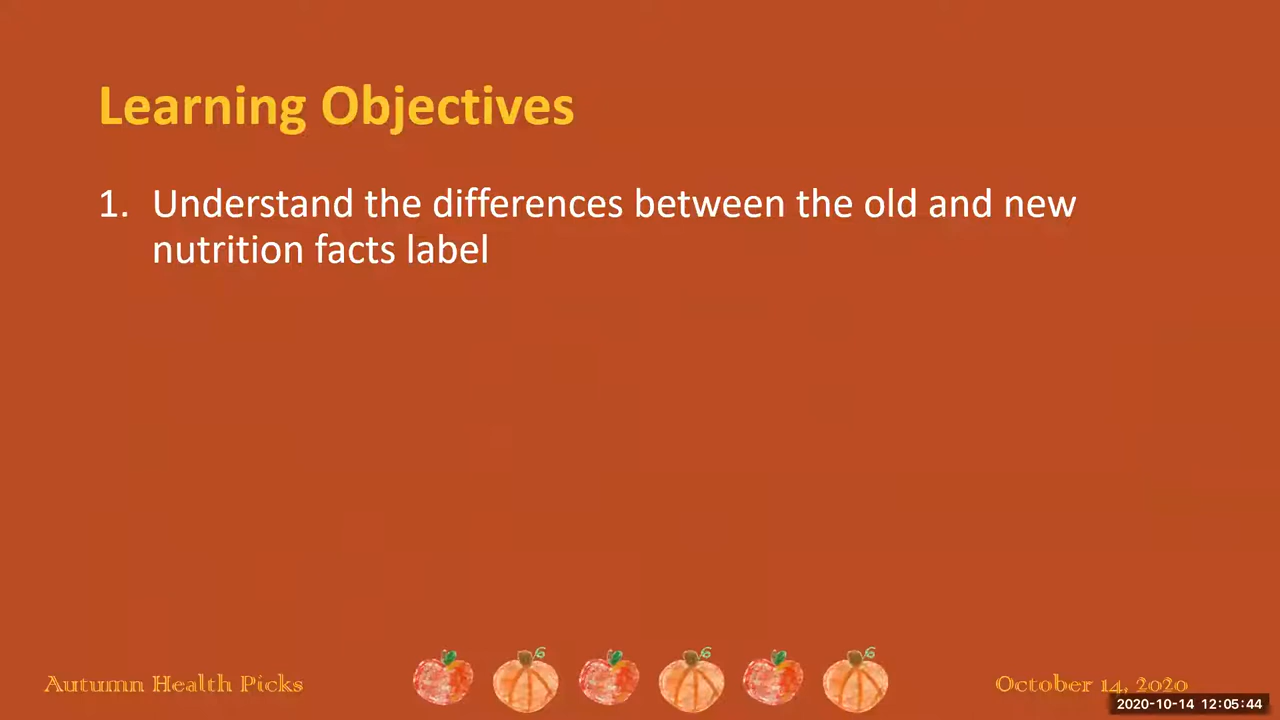 Learning Objectives
1. Understand the differences between the old and new
nutrition facts label
Autumn Health Picks
October 14, 2020
2020-10-14 12:05:44